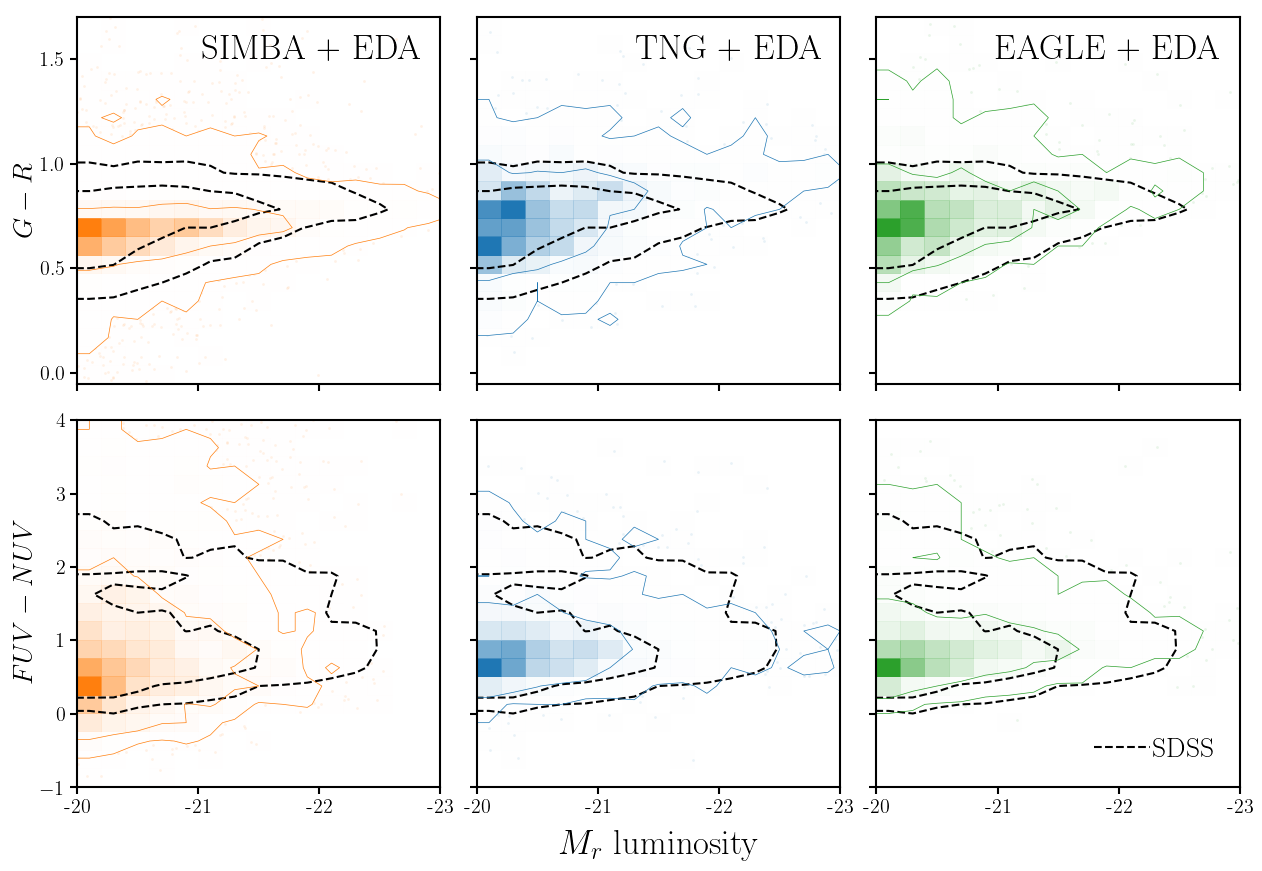 SIMBA + EDA
TNG + EDA
EAGLE + EDA
1.5
1.0
0.5
0.0
G − R
4
3
2
1
0
−1
FUV − NUV
SDSS
-20 -21 -22 -23
-20 -21 -22 -23
-20 -21 -22 -23
M_r luminosity